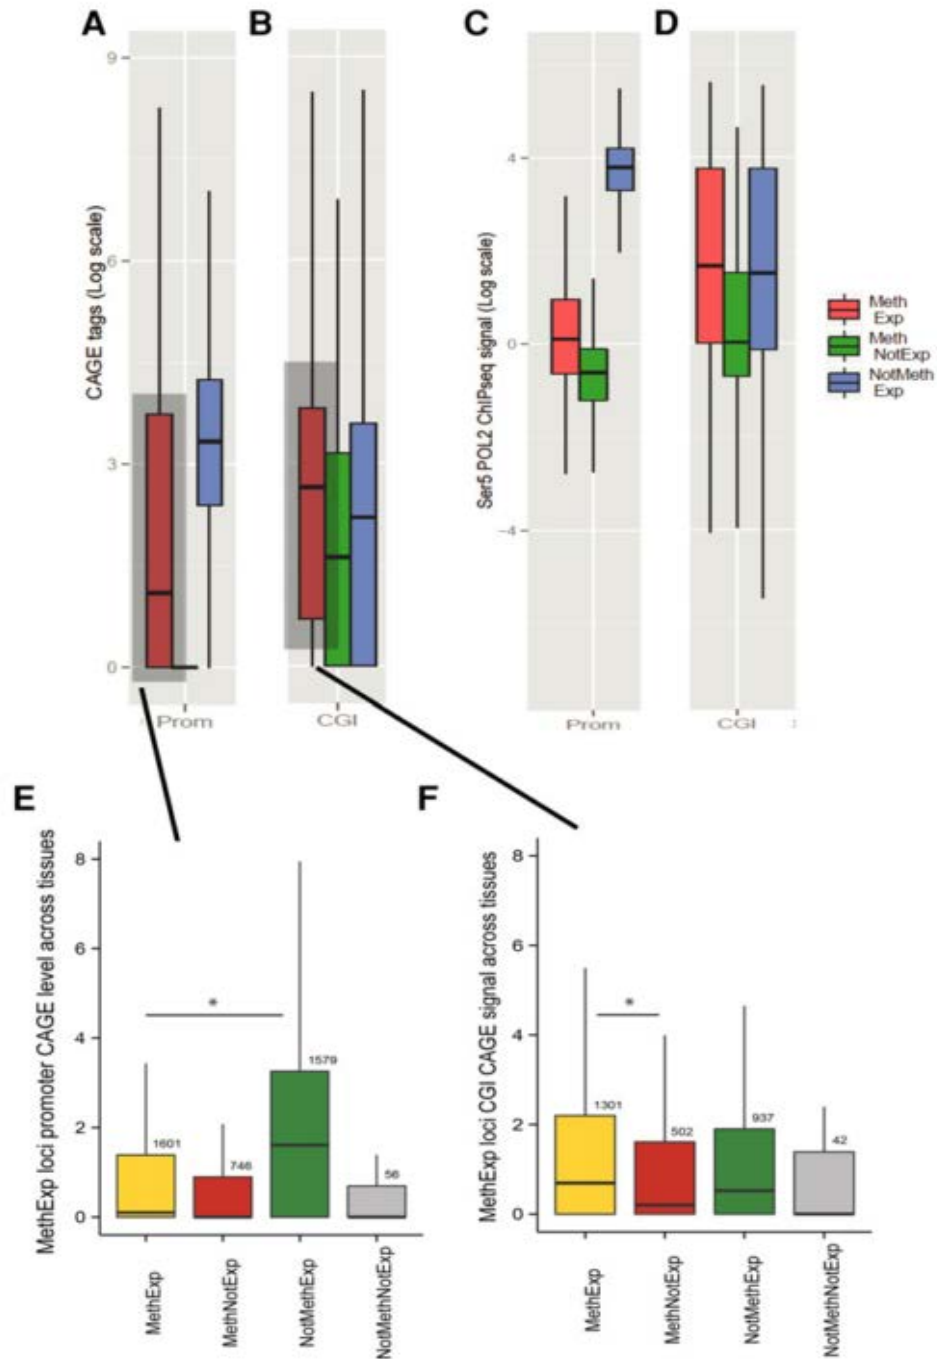 A
B
C
D
CAGE tags (Log scale)
9
6
3
0
Prom
CGI
Ser5 POL2 ChIPseq signal (Log scale)
4
0
−4
Prom
CGI
Meth
Exp
Meth
NotExp
NotMeth
Exp
E
MethExp loci promoter CAGE level across tissues
8
6
4
2
0
*
1601
746
1579
56
MethExp
MethNotExp
NotMethExp
NotMethNotExp
F
MethExp loci CGI CAGE signal across tissues
8
6
4
2
0
*
1301
502
937
42
MethExp
MethNotExp
NotMethExp
NotMethNotExp